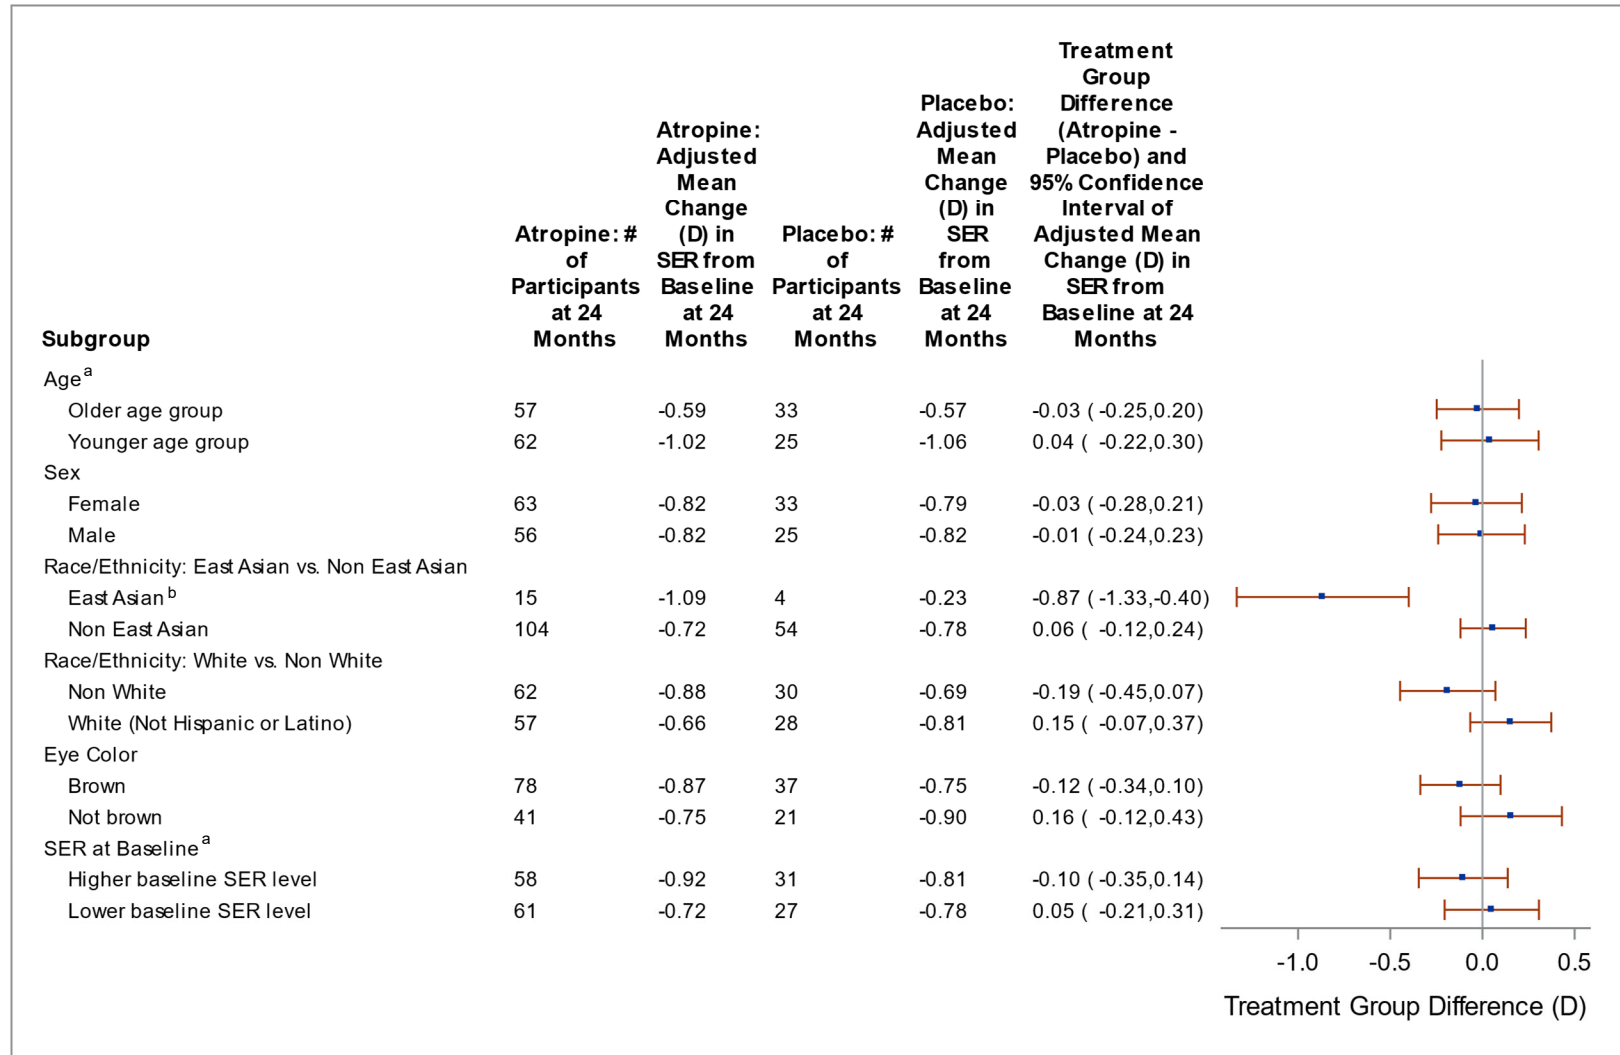 Subgroup
Atropine: # of Participants at 24 Months
Atropine: Adjusted Mean Change (D) in SER from Baseline at 24 Months
Placebo: # of Participants at 24 Months
Placebo: Adjusted Mean Change (D) in SER from Baseline at 24 Months
Treatment Group Difference (Atropine - Placebo) and 95% Confidence Interval of Adjusted Mean Change (D) in SER from Baseline at 24 Months
Age a
Older age group 57 -0.59 33 -0.57 -0.03 ( -0.25,0.20)
Younger age group 62 -1.02 25 -1.06 0.04 ( -0.22,0.30)
Sex
Female 63 -0.82 33 -0.79 -0.03 ( -0.28,0.21)
Male 56 -0.82 25 -0.82 -0.01 ( -0.24,0.23)
Race/Ethnicity: East Asian vs. Non East Asian
East Asian b 15 -1.09 4 -0.23 -0.87 ( -1.33,-0.40)
Non East Asian 104 -0.72 54 -0.78 0.06 ( -0.12,0.24)
Race/Ethnicity: White vs. Non White
Non White 62 -0.88 30 -0.69 -0.19 ( -0.45,0.07)
White (Not Hispanic or Latino) 57 -0.66 28 -0.81 0.15 ( -0.07,0.37)
Eye Color
Brown 78 -0.87 37 -0.75 -0.12 ( -0.34,0.10)
Not brown 41 -0.75 21 -0.90 0.16 ( -0.12,0.43)
SER at Baseline a
Higher baseline SER level 58 -0.92 31 -0.81 -0.10 ( -0.35,0.14)
Lower baseline SER level 61 -0.72 27 -0.78 0.05 ( -0.21,0.31)
-1.0 -0.5 0.0 0.5
Treatment Group Difference (D)